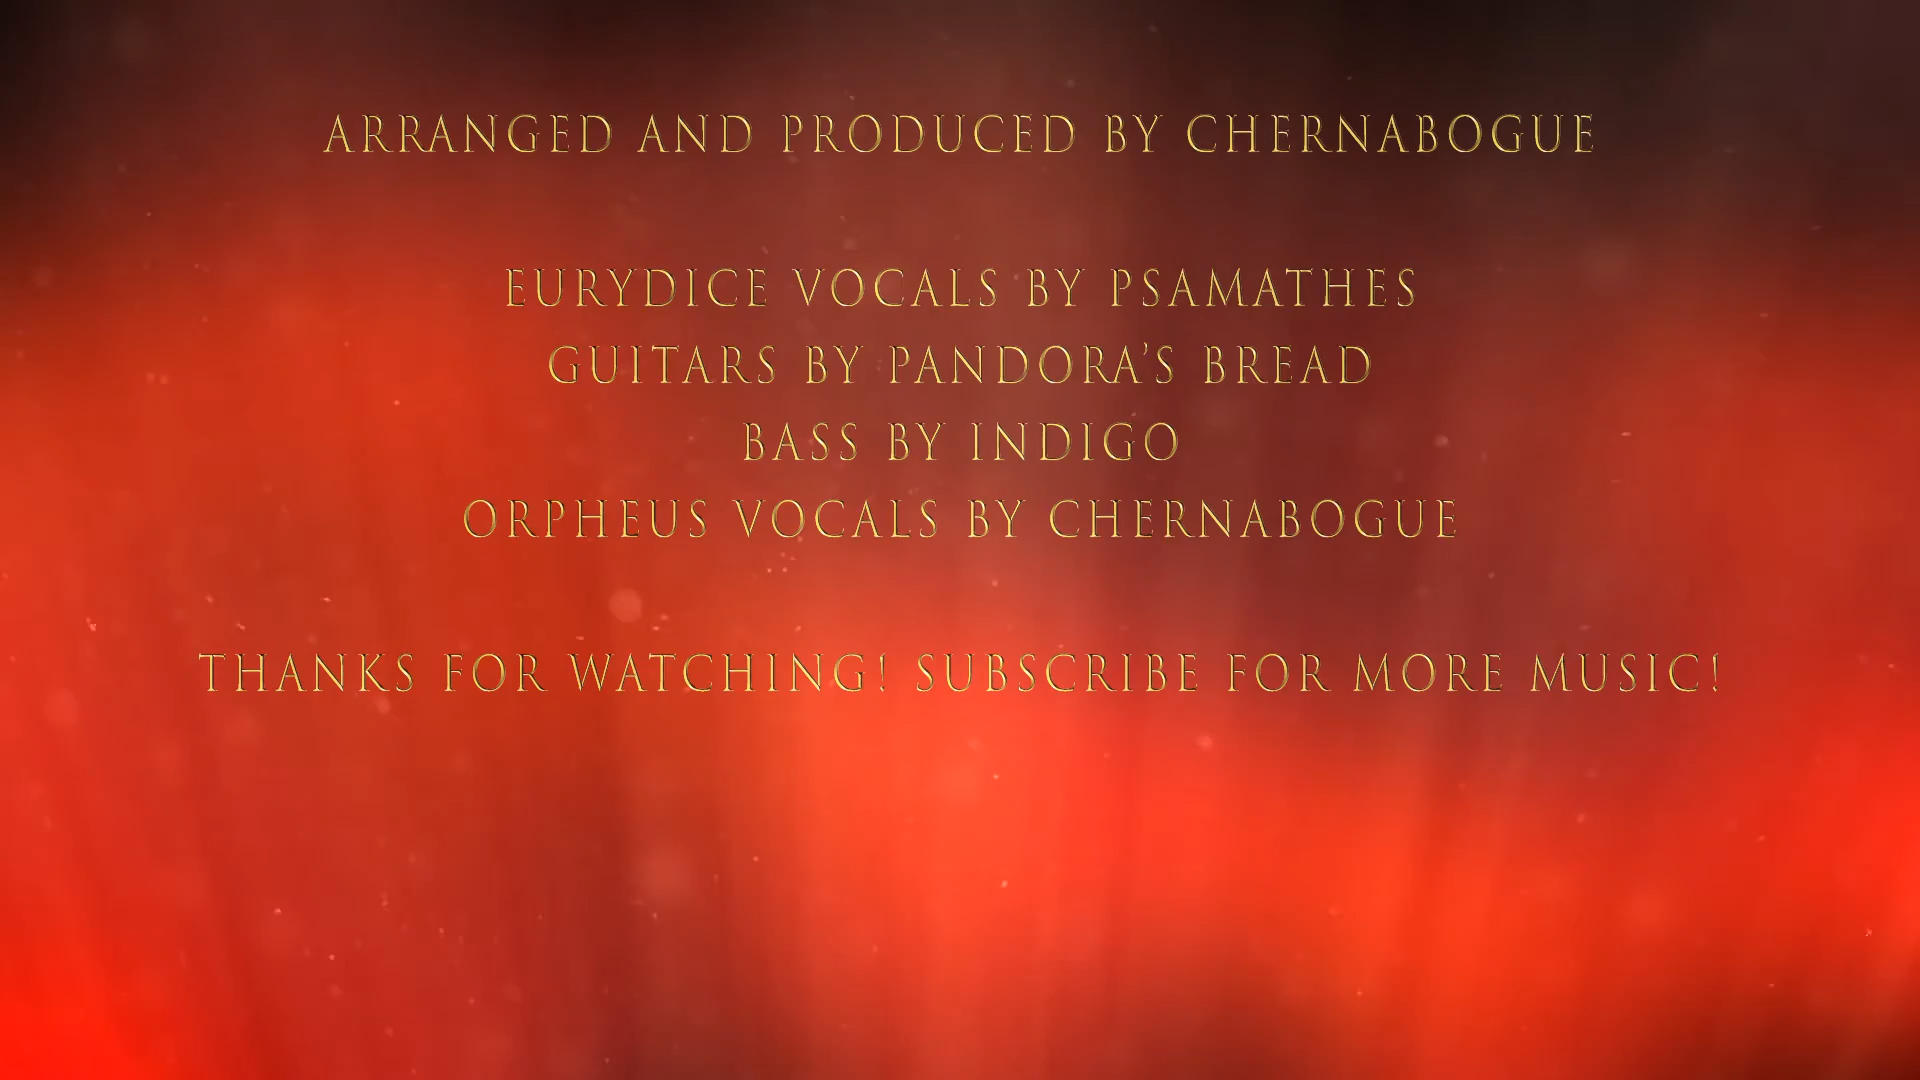 ARRANGED AND PRODUCED BY CHERNABOGUE
EURYDICE VOCALS BY PSAMATHES
GUITARS BY PANDORA'S BREAD
BASS BY INDIGO
ORPHEUS VOCALS BY CHERNABOGUE
THANKS FOR WATCHING! SUBSCRIBE FOR MORE MUSIC!